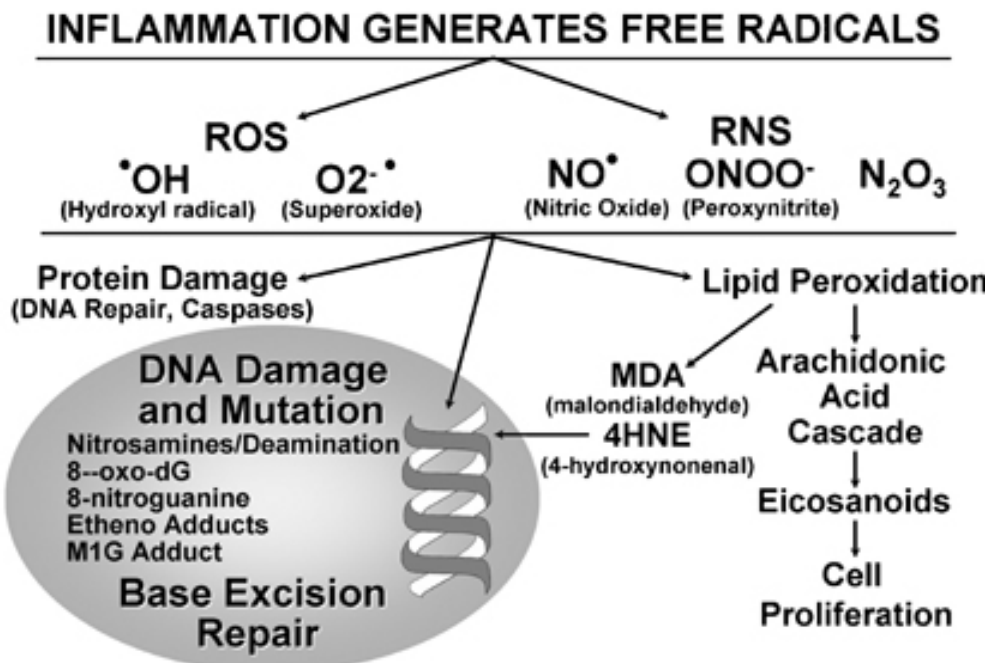 INFLAMMATION GENERATES FREE RADICALS
ROS
•OH
(Hydroxyl radical)
O2⁻ •
(Superoxide)
RNS
NO•
(Nitric Oxide)
ONOO⁻
(Peroxynitrite)
N₂O₃
Protein Damage
(DNA Repair, Caspases)
Lipid Peroxidation
DNA Damage
and Mutation
Nitrosamines/Deamination
8--oxo-dG
8-nitroguanine
Etheno Adducts
M1G Adduct
Base Excision
Repair
MDA
(malondialdehyde)
4HNE
(4-hydroxynonenal)
Arachidonic
Acid
Cascade
Eicosanoids
Cell
Proliferation